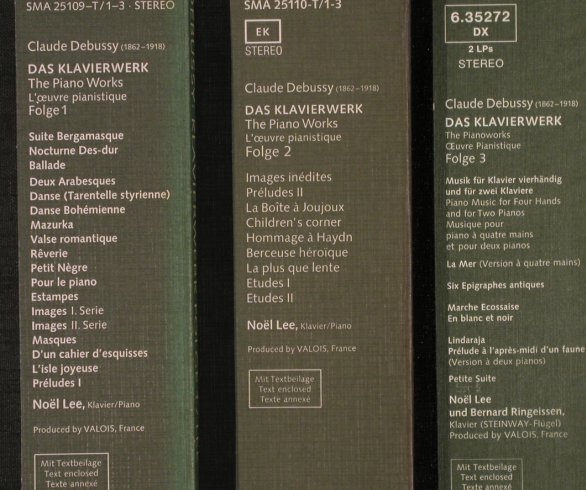 SMA 25109-T/1-3 · STEREO
Claude Debussy (1862-1918)
DAS KLAVIERWERK
The Piano Works
L'œuvre pianistique
Folge 1
Suite Bergamasque
Nocturne Des-dur
Ballade
Deux Arabesques
Danse (Tarentelle styrienne)
Danse Bohémienne
Mazurka
Valse romantique
Rêverie
Petit Nègre
Pour le piano
Estampes
Images I. Serie
Images II. Serie
Masques
D'un cahier d'esquisses
L'isle joyeuse
Préludes I
Noël Lee, Klavier/Piano
Produced by VALOIS, France
Mit Textbeilage
Text enclosed
Texte annexé
SMA 25110-T/1-3
EK
STEREO
Claude Debussy (1862-1918)
DAS KLAVIERWERK
The Piano Works
L'œuvre pianistique
Folge 2
Images inédites
Préludes II
La Boîte à Joujoux
Children's corner
Hommage à Haydn
Berceuse héroïque
La plus que lente
Etudes I
Etudes II
Noël Lee, Klavier/Piano
Produced by VALOIS, France
Mit Textbeilage
Text enclosed
Texte annexé
6.35272
DX
2 LPs
STEREO
Claude Debussy (1862-1918)
DAS KLAVIERWERK
The Pianoworks
Œuvre Pianistique
Folge 3
Musik für Klavier vierhändig
und für zwei Klaviere
Piano Music for Four Hands
and for Two Pianos
Musique pour
piano à quatre mains
et pour deux pianos
La Mer (Version à quatre mains)
Six Epigraphes antiques
Marche Ecossaise
En blanc et noir
Lindaraja
Prélude à l'après-midi d'un faune
(Version à deux pianos)
Petite Suite
Noël Lee
und Bernard Ringeissen,
Klavier (STEINWAY-Flügel)
Produced by VALOIS, France
Mit Textbeilage
Text enclosed
Texte annexé